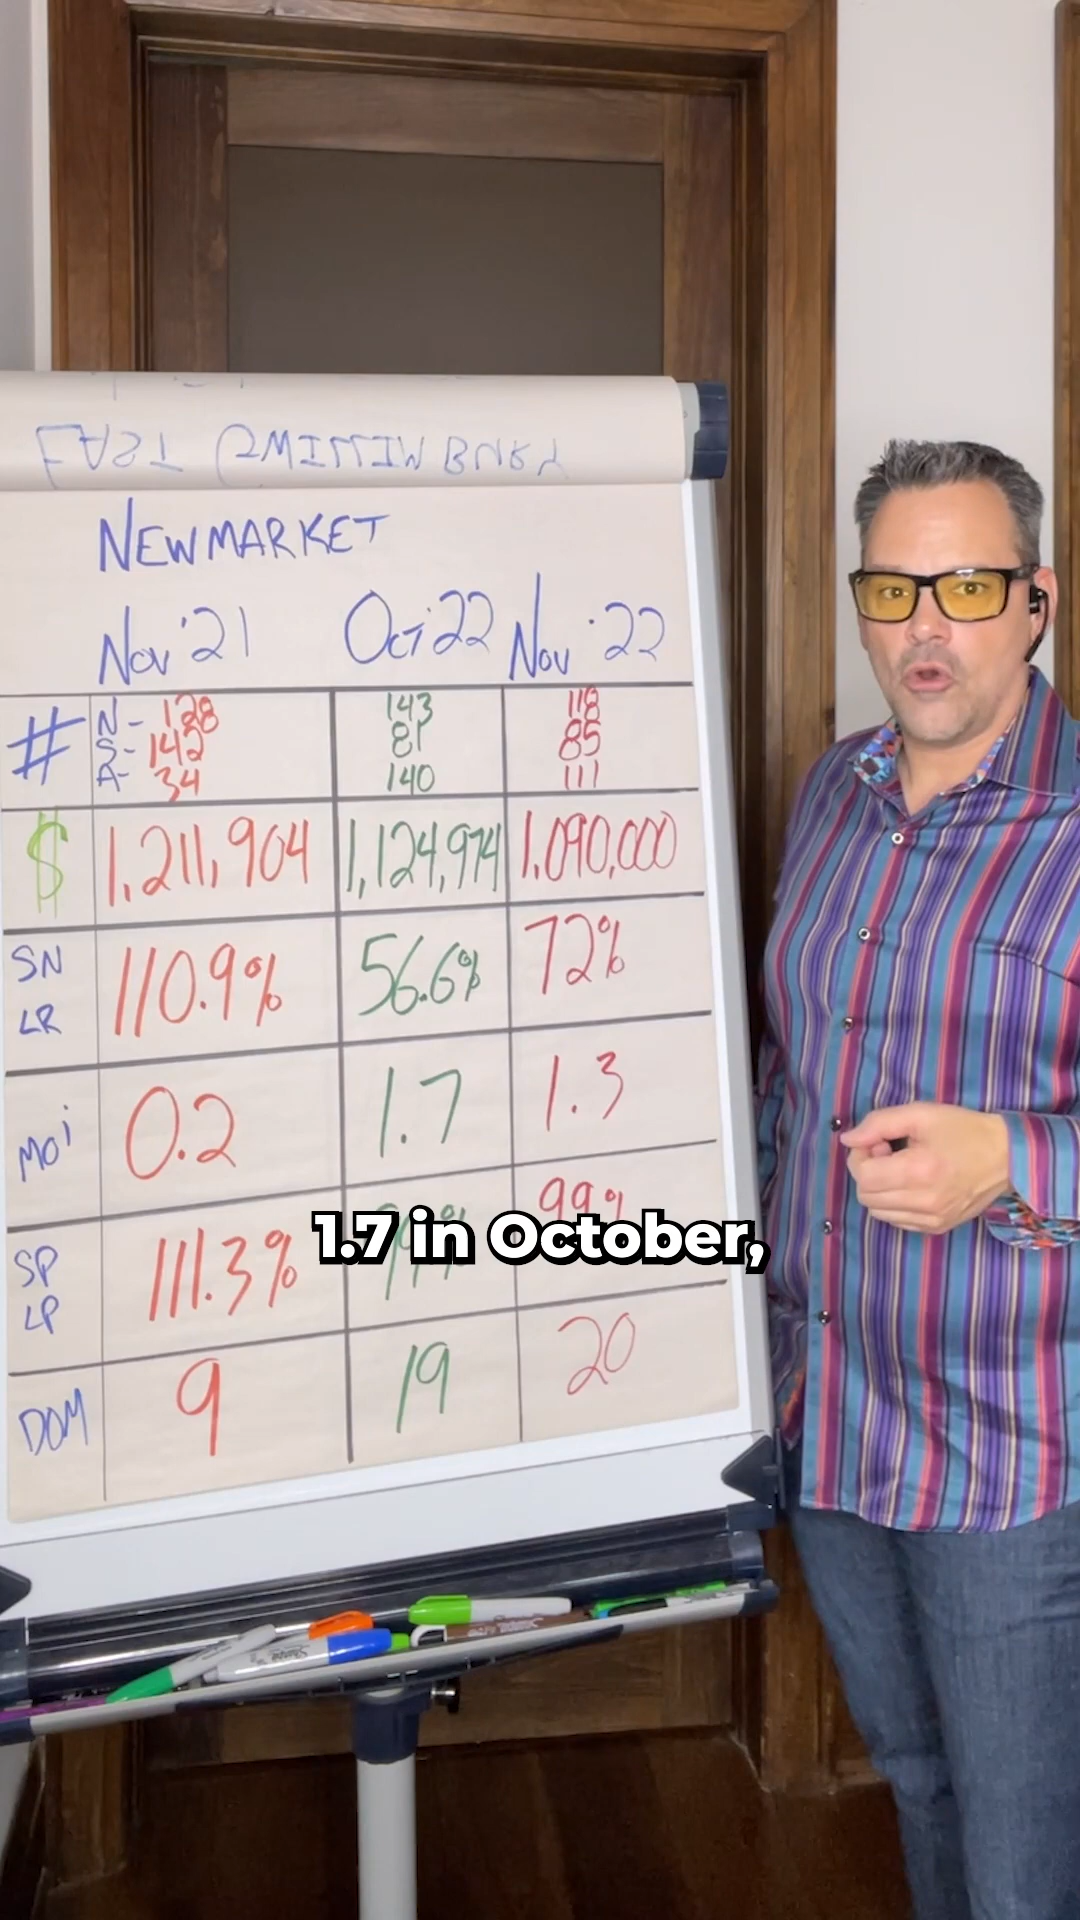 NEWMARKET
Nov '21 Oct '22 Nov '22
# N- 128 143 118
S- 142 81 85
A- 34 140 111
$ 1,211,904 1,124,974 1,090,000
SN LR 110.9% 56.6% 72%
MOi 0.2 1.7 1.3
SP LP 111.3% 99% 99%
1.7 in October,
DOM 9 19 20